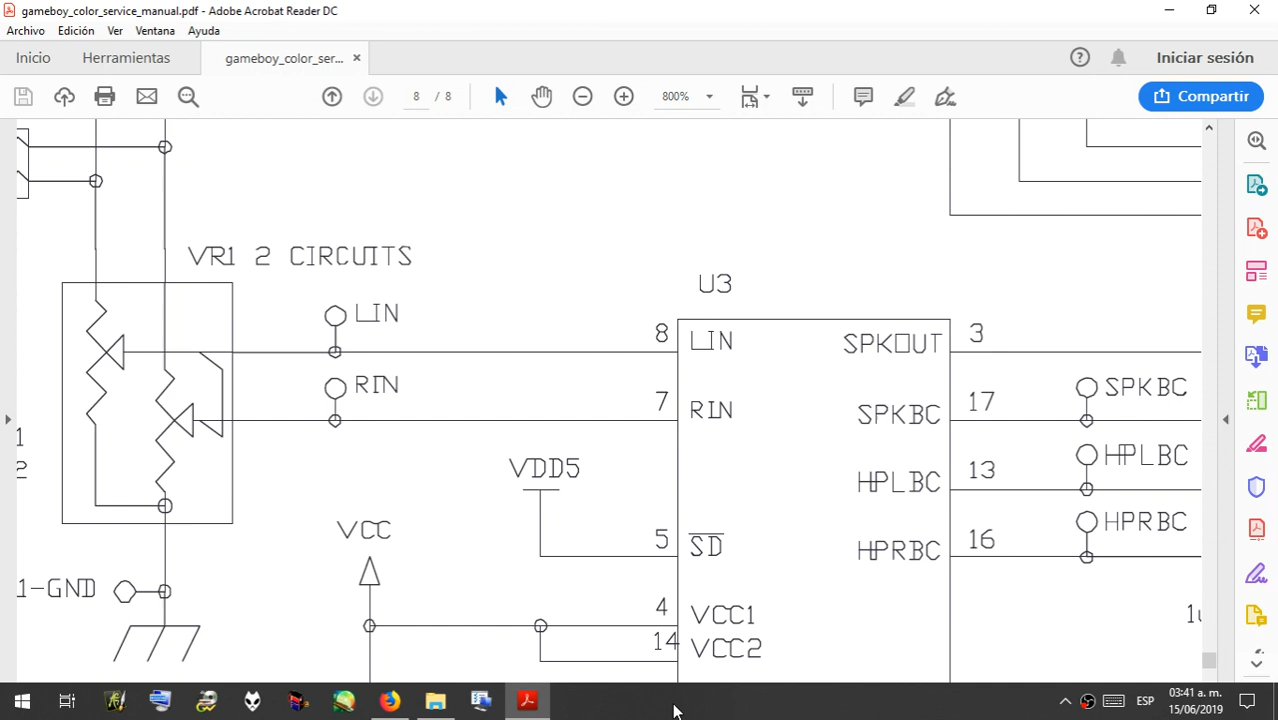 gameboy_color_service_manual.pdf - Adobe Acrobat Reader DC
Archivo Edición Ver Ventana Ayuda
Inicio Herramientas gameboy_color_ser... × Iniciar sesión
8 / 8 800% Compartir
VR1 2 CIRCUITS
U3
LIN 8 LIN SPKOUT 3
RIN 7 RIN SPKBC 17 SPKBC
VDD5 HPLBC 13 HPLBC
VCC 5 SD HPRBC 16 HPRBC
1-GND 4 VCC1
14 VCC2
1
2
ESP 03:41 a. m.
15/06/2019